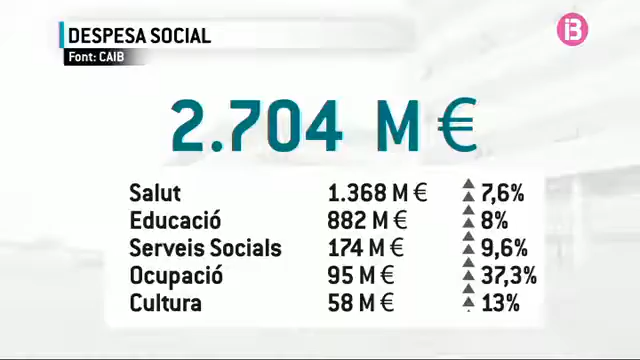 DESPESA SOCIAL
Font: CAIB
iB
2.704 M €
Salut 1.368 M € 7,6%
Educació 882 M € 8%
Serveis Socials 174 M € 9,6%
Ocupació 95 M € 37,3%
Cultura 58 M € 13%